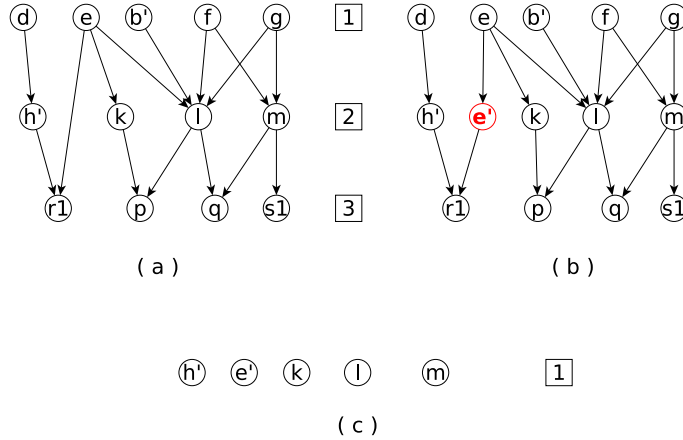 d e b' f g 1 d e b' f g
h' k l m 2 h' e' k l m
r1 p q s1 3 r1 p q s1
( a ) ( b )
h' e' k l m 1
( c )